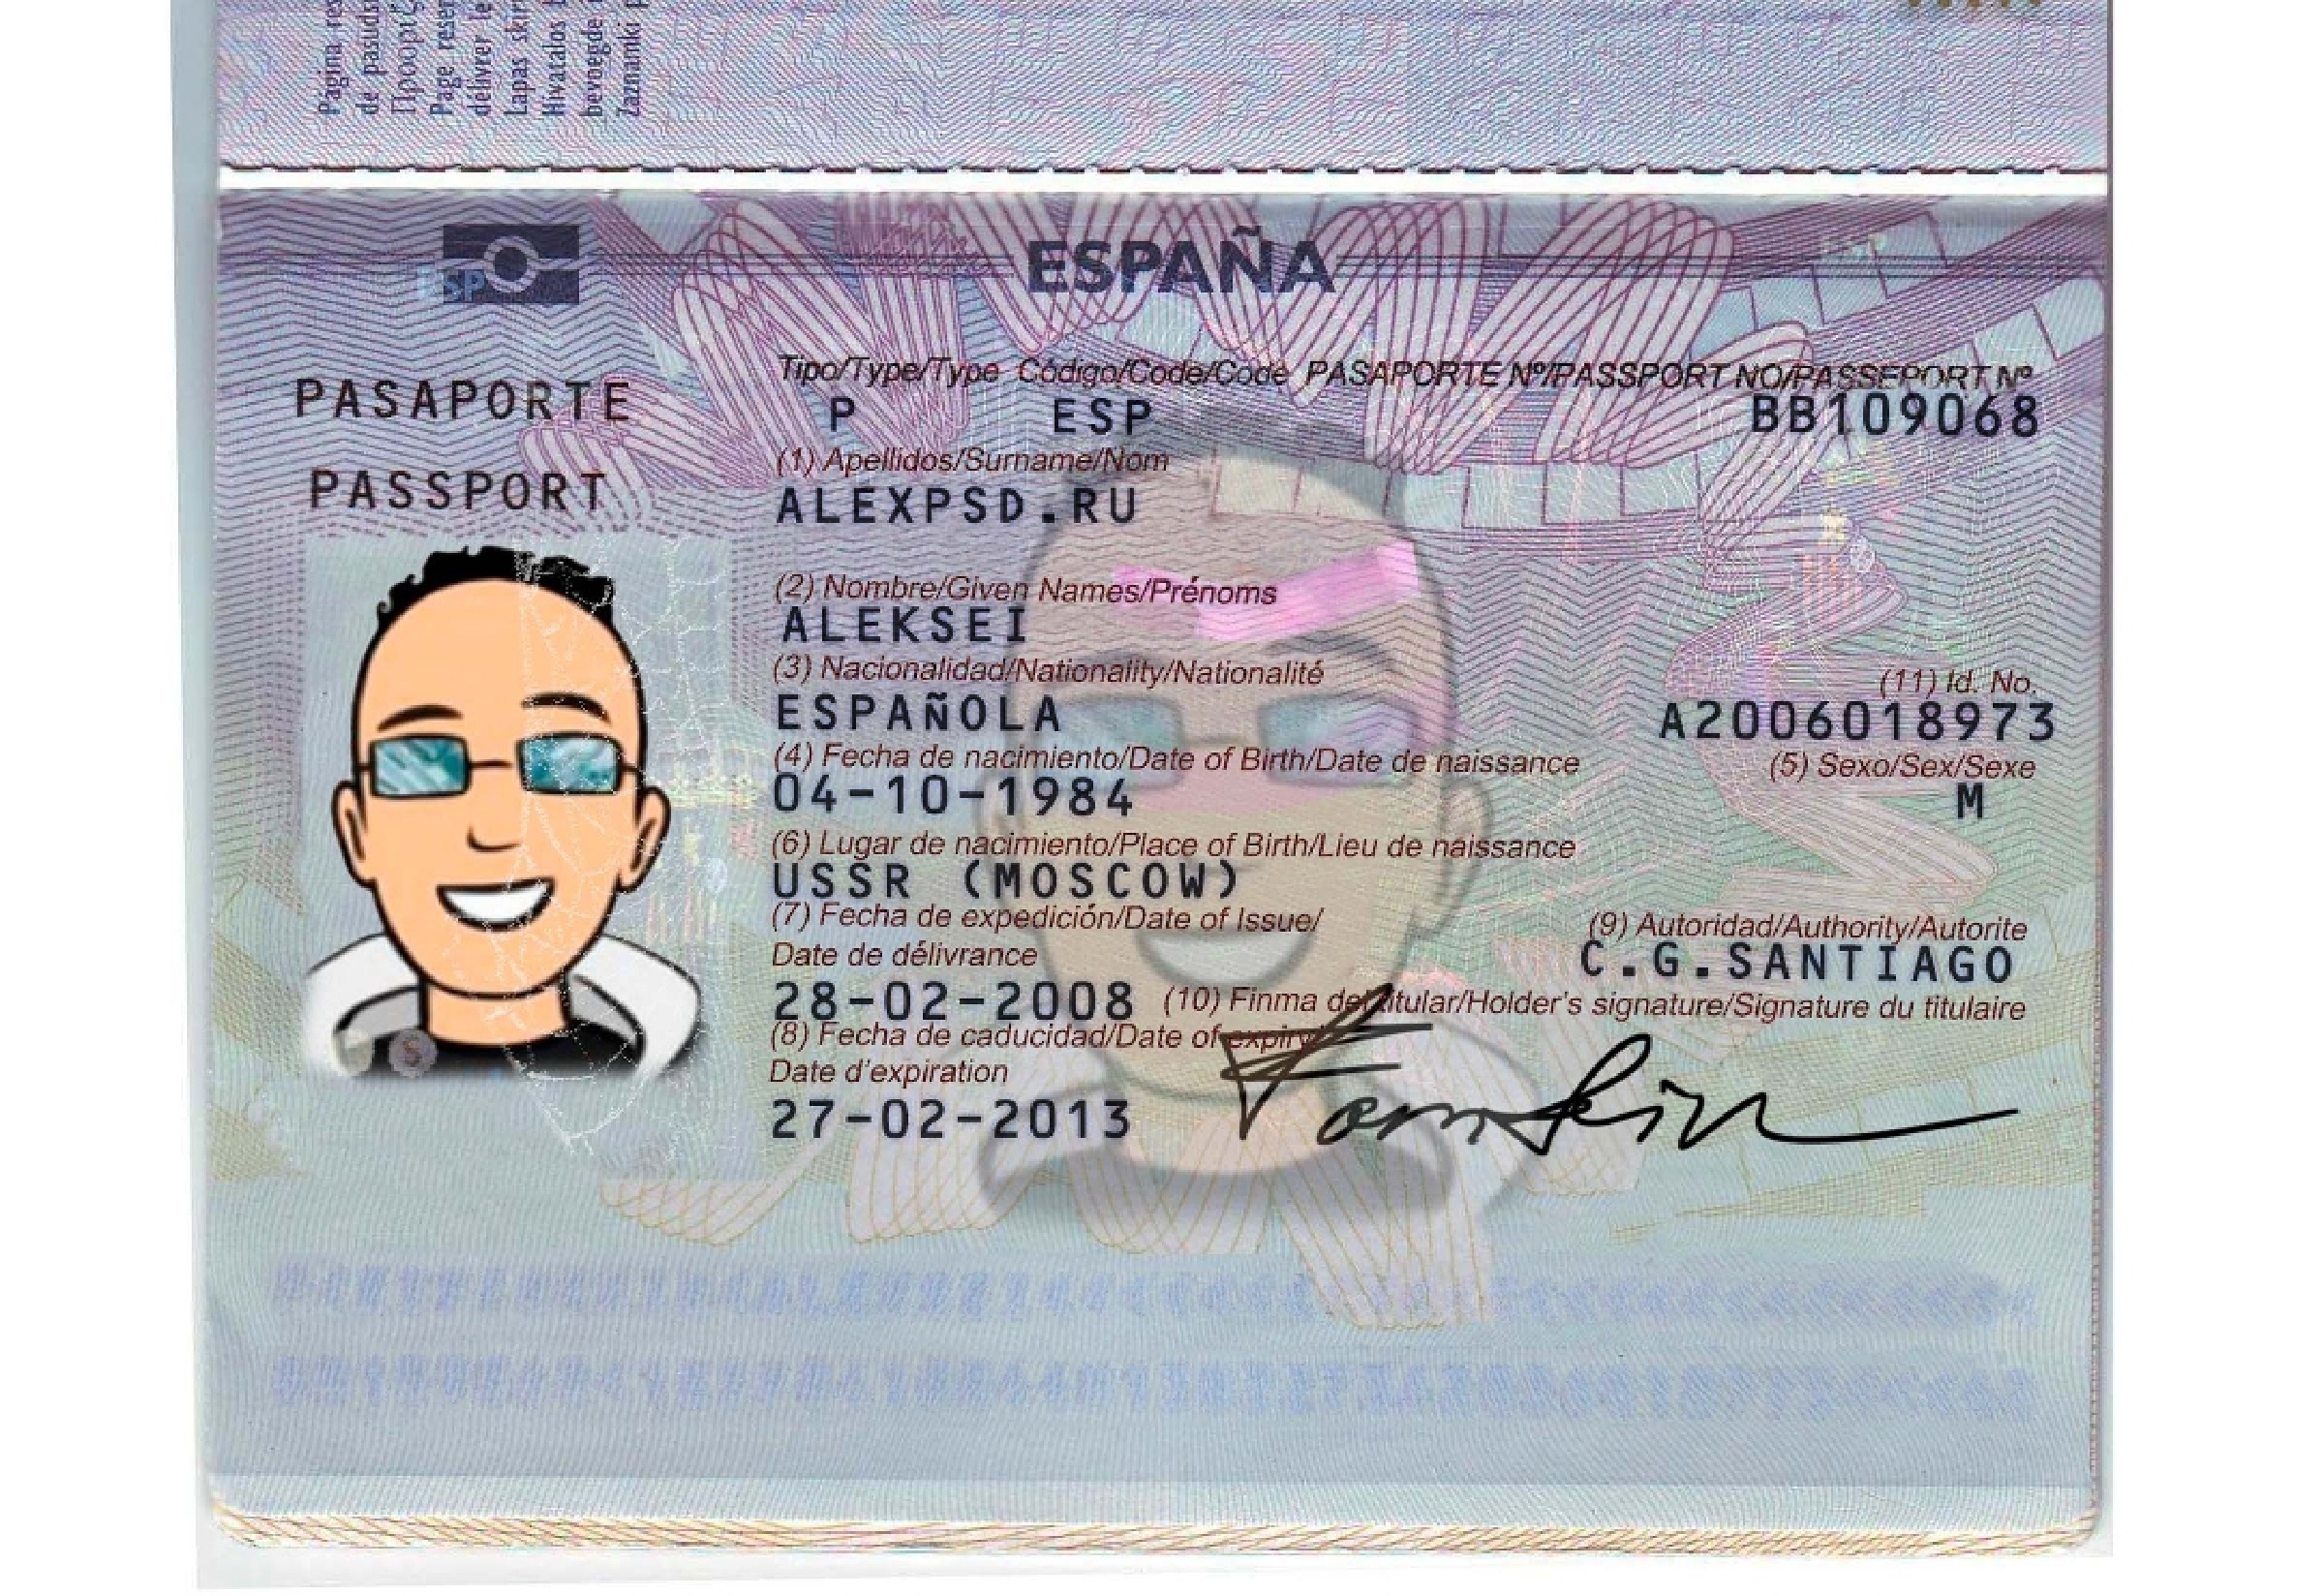 Página res
de pasudst
Προορίζ
Page reser
déliver le
Lapas skir
Hivatalos b
bevoegde
Zaznamki p
ESP
ESPAÑA
PASAPORTE
PASSPORT
Tipo/Type/Type Código/Code/Code PASAPORTE Nº/PASSPORT NO/PASSEPORT Nº
P ESP BB109068
(1) Apellidos/Surname/Nom
ALEXPSD.RU
(2) Nombre/Given Names/Prénoms
ALEKSEI
(3) Nacionalidad/Nationality/Nationalité
ESPAÑOLA
(11) Id. No.
A2006018973
(4) Fecha de nacimiento/Date of Birth/Date de naissance
04-10-1984
(5) Sexo/Sex/Sexe
M
(6) Lugar de nacimiento/Place of Birth/Lieu de naissance
USSR (MOSCOW)
(7) Fecha de expedición/Date of Issue/
Date de délivrance
28-02-2008
(9) Autoridad/Authority/Autorite
C.G.SANTIAGO
(10) Finma del titular/Holder's signature/Signature du titulaire
(8) Fecha de caducidad/Date of expiry/
Date d'expiration
27-02-2013